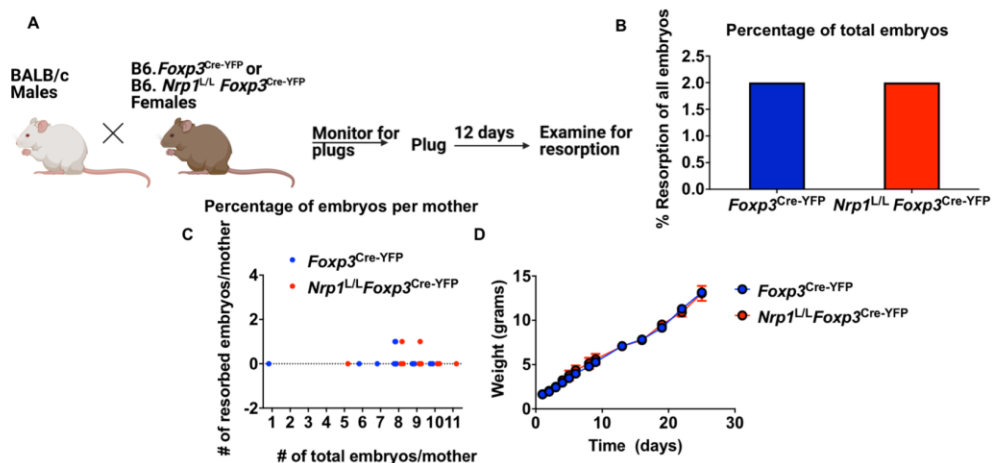 A
BALB/c
Males
B6.Foxp3Cre-YFP or
B6. Nrp1L/L Foxp3Cre-YFP
Females
Monitor for
plugs
Plug
12 days
Examine for
resorption
B
Percentage of total embryos
% Resorption of all embryos
2.5
2.0
1.5
1.0
0.5
0.0
Foxp3Cre-YFP
Nrp1L/L Foxp3Cre-YFP
Percentage of embryos per mother
C
# of resorbed embryos/mother
Foxp3Cre-YFP
Nrp1L/LFoxp3Cre-YFP
4
2
0
-2
1 2 3 4 5 6 7 8 9 10 11
# of total embryos/mother
D
Weight (grams)
15
10
5
0
0 10 20 30
Time (days)
Foxp3Cre-YFP
Nrp1L/LFoxp3Cre-YFP